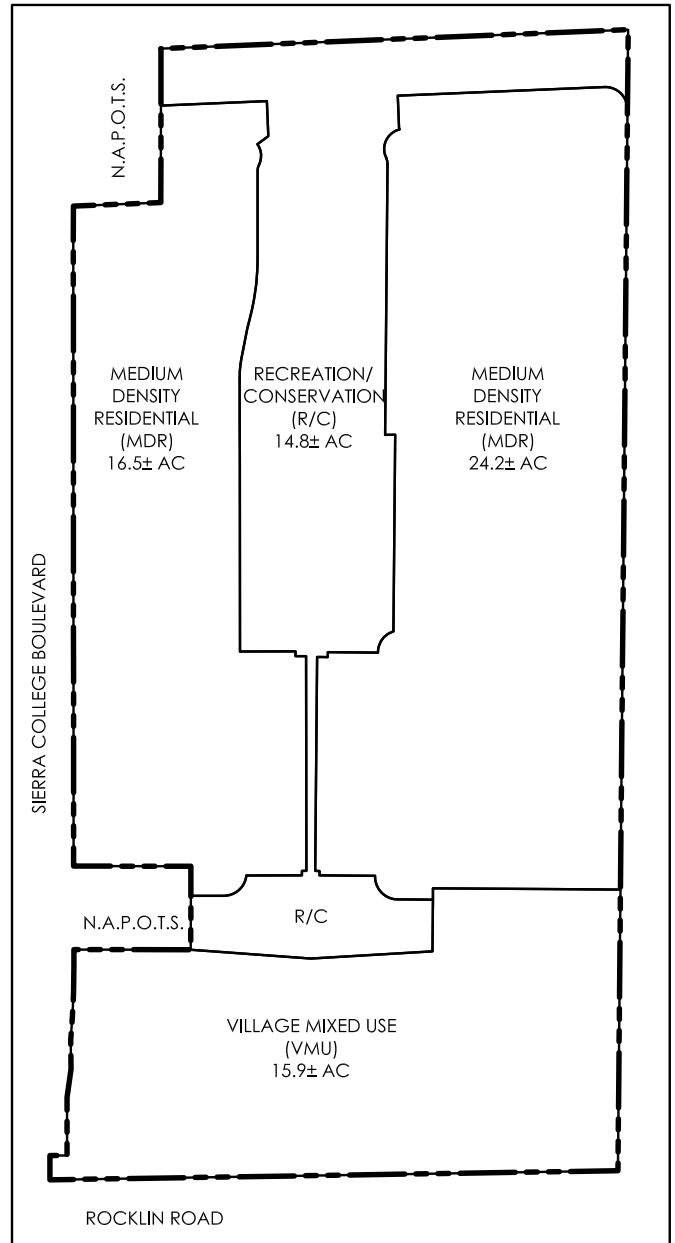 N.A.P.O.T.S.
MEDIUM
DENSITY
RESIDENTIAL
(MDR)
16.5± AC
RECREATION/
CONSERVATION
(R/C)
14.8± AC
MEDIUM
DENSITY
RESIDENTIAL
(MDR)
24.2± AC
SIERRA COLLEGE BOULEVARD
N.A.P.O.T.S.
R/C
VILLAGE MIXED USE
(VMU)
15.9± AC
ROCKLIN ROAD